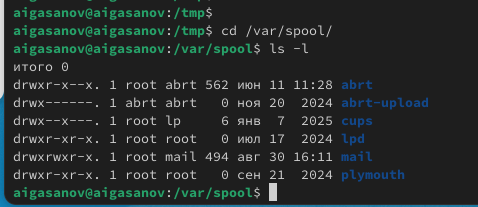 aigasanov@aigasanov:/tmp$
aigasanov@aigasanov:/tmp$ cd /var/spool/
aigasanov@aigasanov:/var/spool$ ls -l
итого 0
drwxr-x--x. 1 root abrt 562 июн 11 11:28 abrt
drwx------. 1 abrt abrt   0 ноя 20  2024 abrt-upload
drwx--x---. 1 root lp     6 янв  7  2025 cups
drwxr-xr-x. 1 root root   0 июл 17  2024 lpd
drwxrwxr-x. 1 root mail 494 авг 30 16:11 mail
drwxr-xr-x. 1 root root   0 сен 21  2024 plymouth
aigasanov@aigasanov:/var/spool$